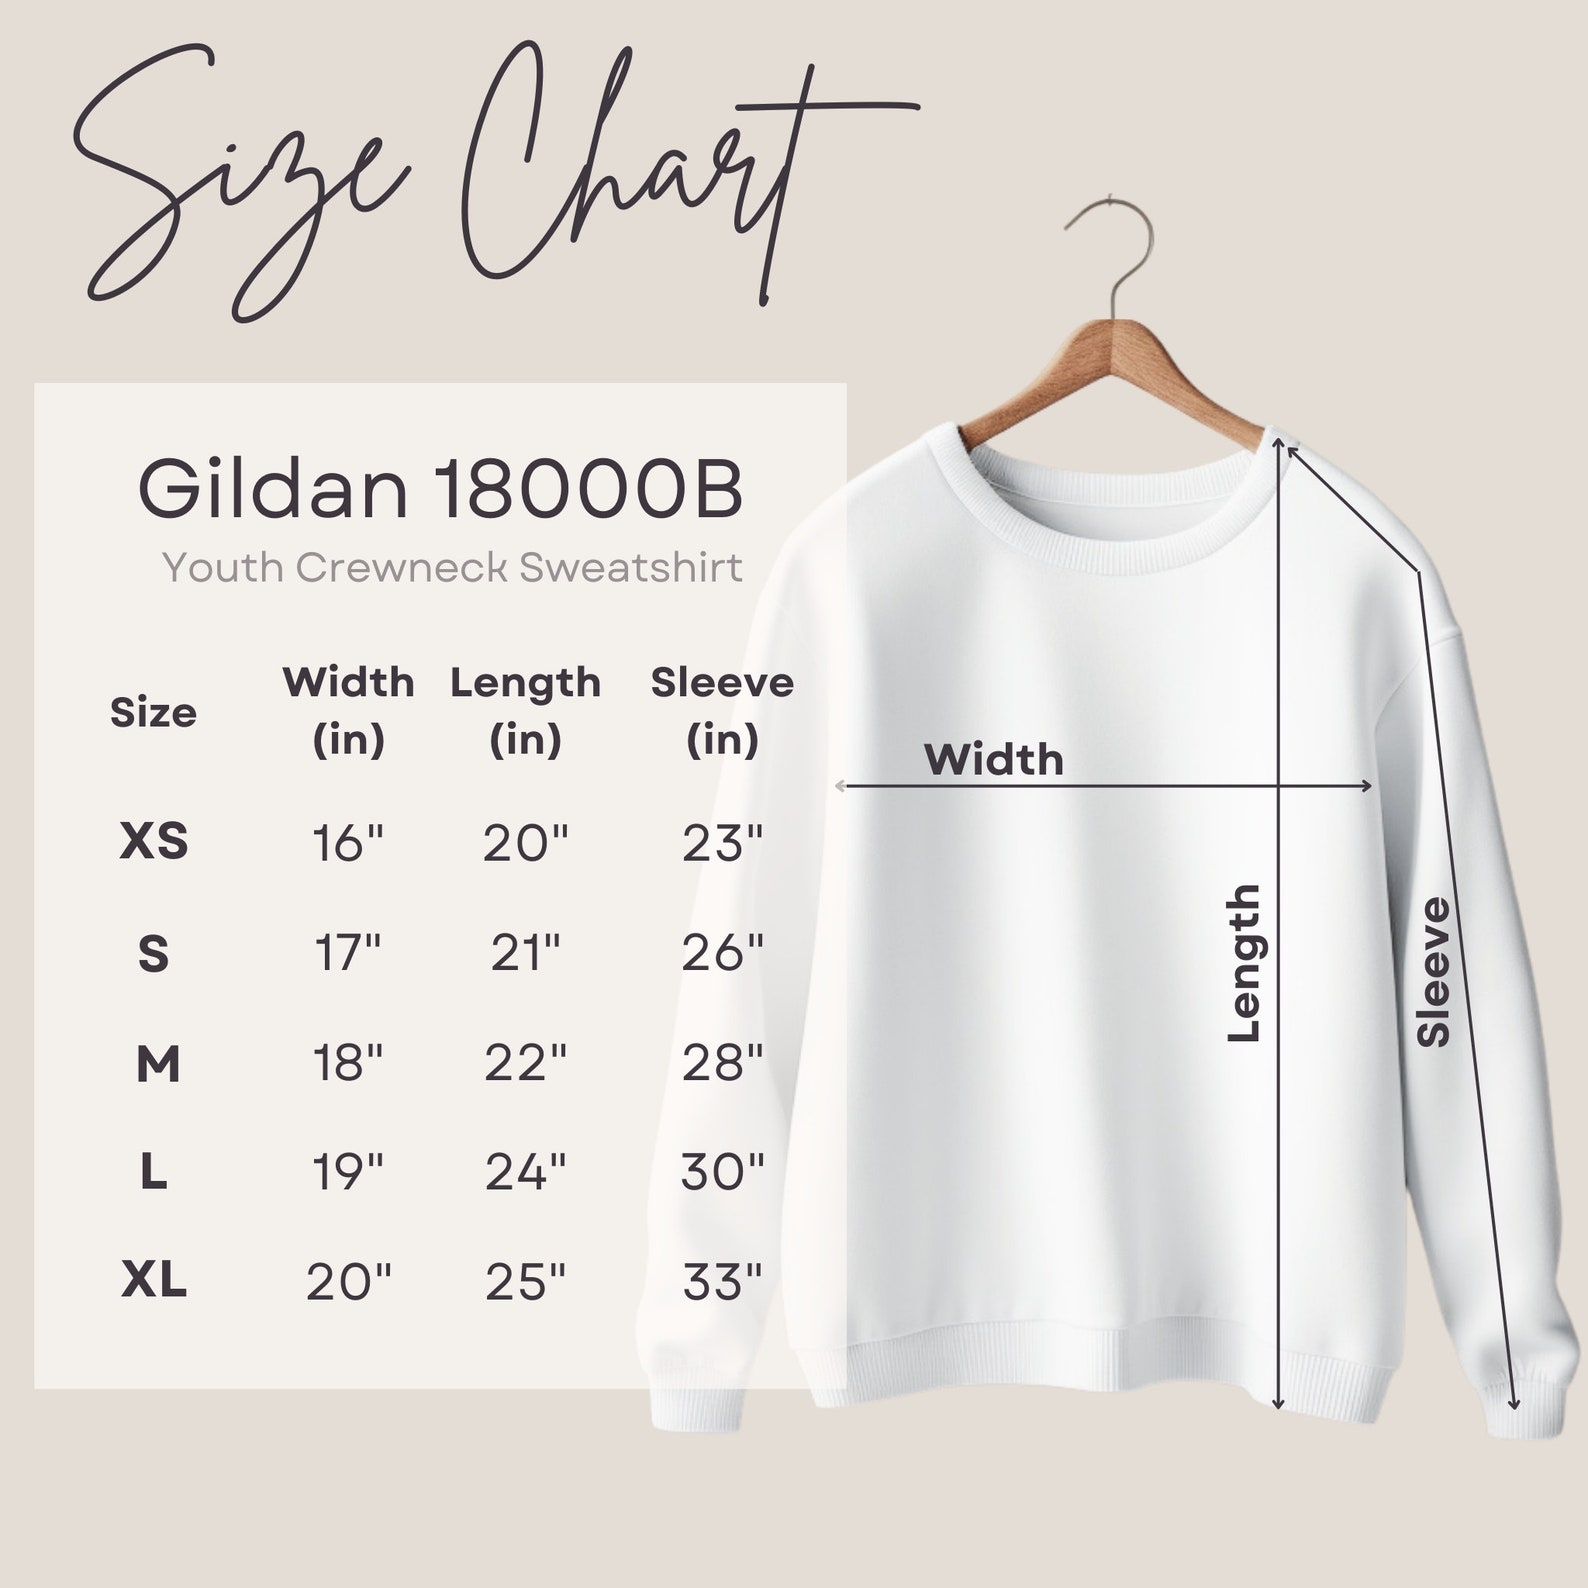 Size Chart
Gildan 18000B
Youth Crewneck Sweatshirt
Size Width (in) Length (in) Sleeve (in)
XS 16" 20" 23"
S 17" 21" 26"
M 18" 22" 28"
L 19" 24" 30"
XL 20" 25" 33"
Width
Length
Sleeve